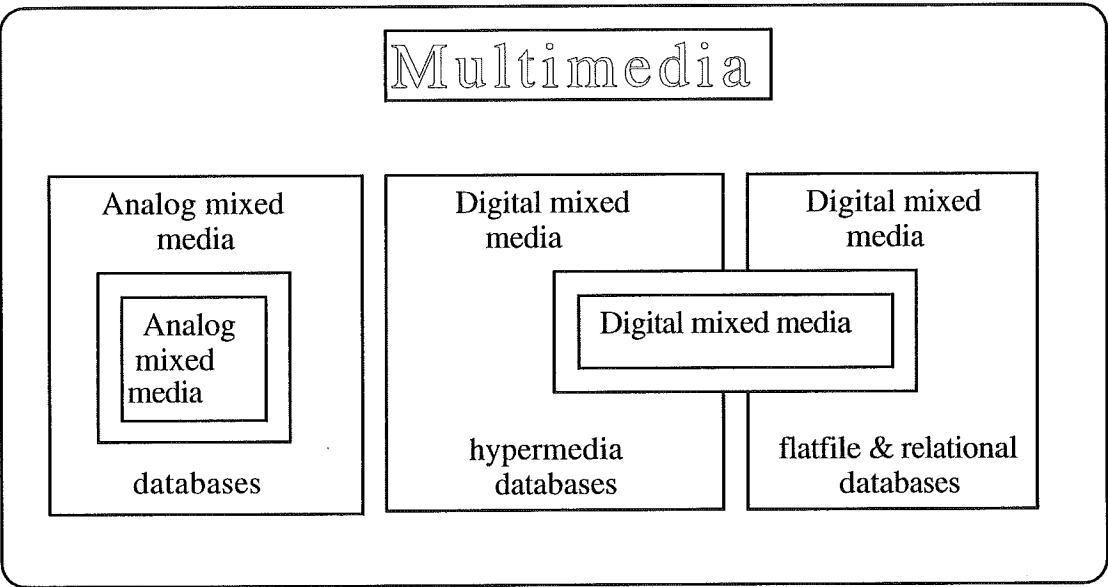 Multimedia
Analog mixed
media
Analog
mixed
media
databases
Digital mixed
media
Digital mixed
media
Digital mixed media
hypermedia
databases
flatfile & relational
databases